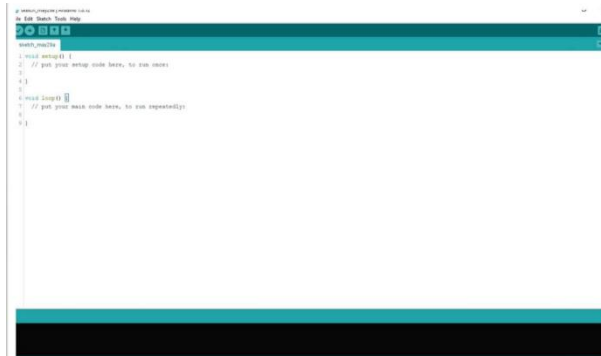 File Edit Sketch Tools Help
sketch_may26a
1 void setup() {
2 // put your setup code here, to run once:
3
4 }
5
6 void loop() {
7 // put your main code here, to run repeatedly:
8
9 }